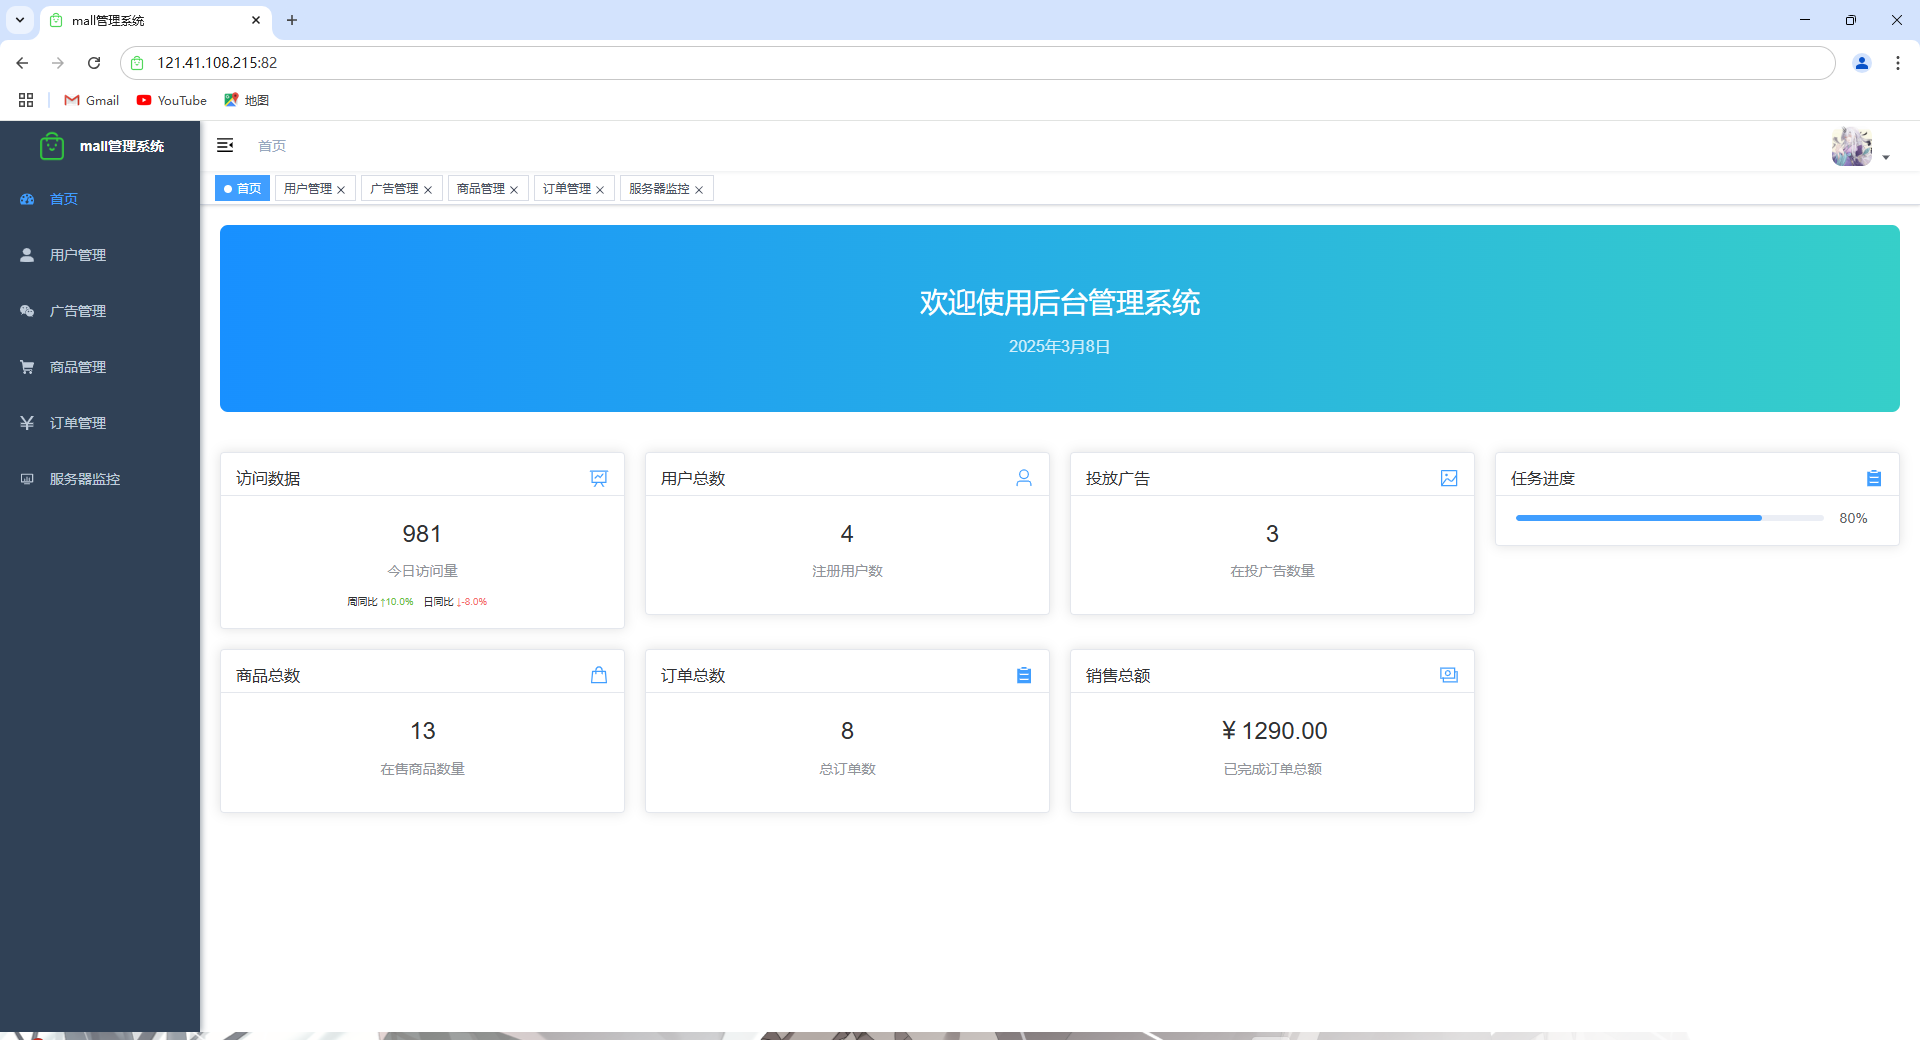 mall管理系统
121.41.108.215:82
Gmail
YouTube
地图
mall管理系统
首页
首页
用户管理
广告管理
商品管理
订单管理
服务器监控
首页
用户管理
广告管理
商品管理
订单管理
服务器监控
欢迎使用后台管理系统
2025年3月8日
访问数据
981
今日访问量
周同比 ↑10.0% 日同比 ↓-8.0%
用户总数
4
注册用户数
投放广告
3
在投广告数量
任务进度
80%
商品总数
13
在售商品数量
订单总数
8
总订单数
销售总额
¥ 1290.00
已完成订单总额